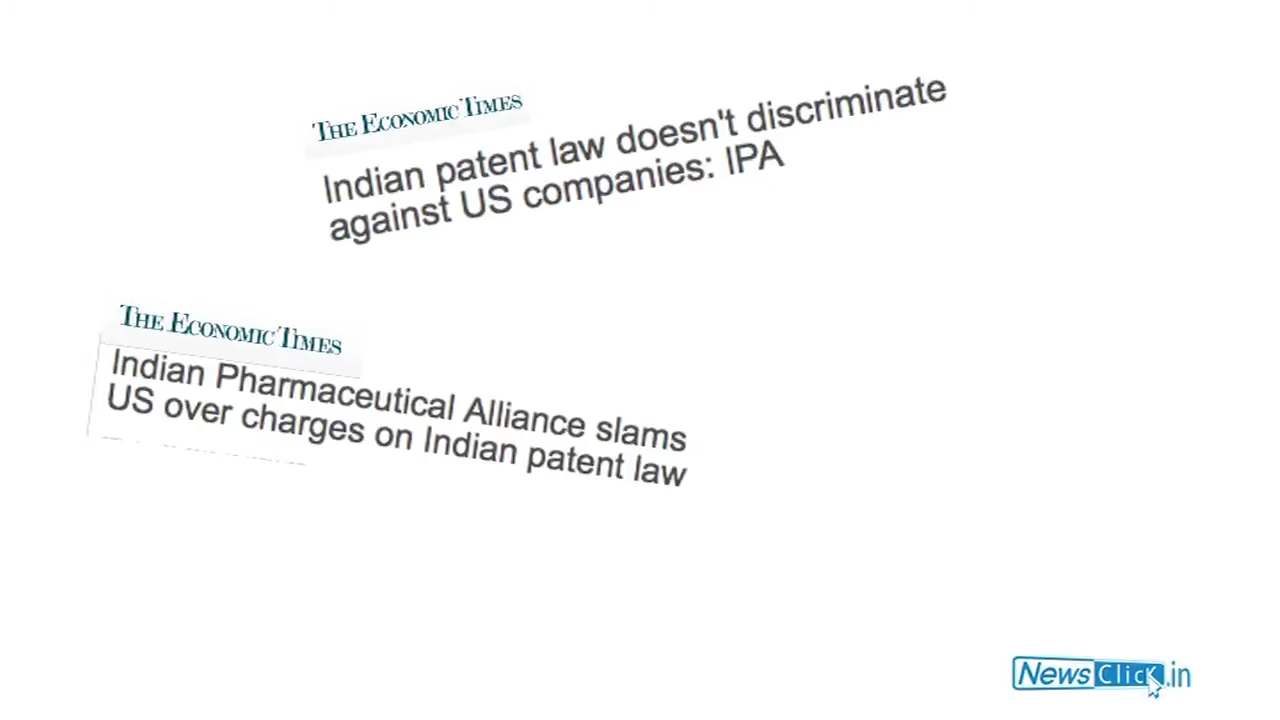 THE ECONOMIC TIMES
Indian patent law doesn't discriminate
against US companies: IPA
THE ECONOMIC TIMES
Indian Pharmaceutical Alliance slams
US over charges on Indian patent law
NewsClick.in